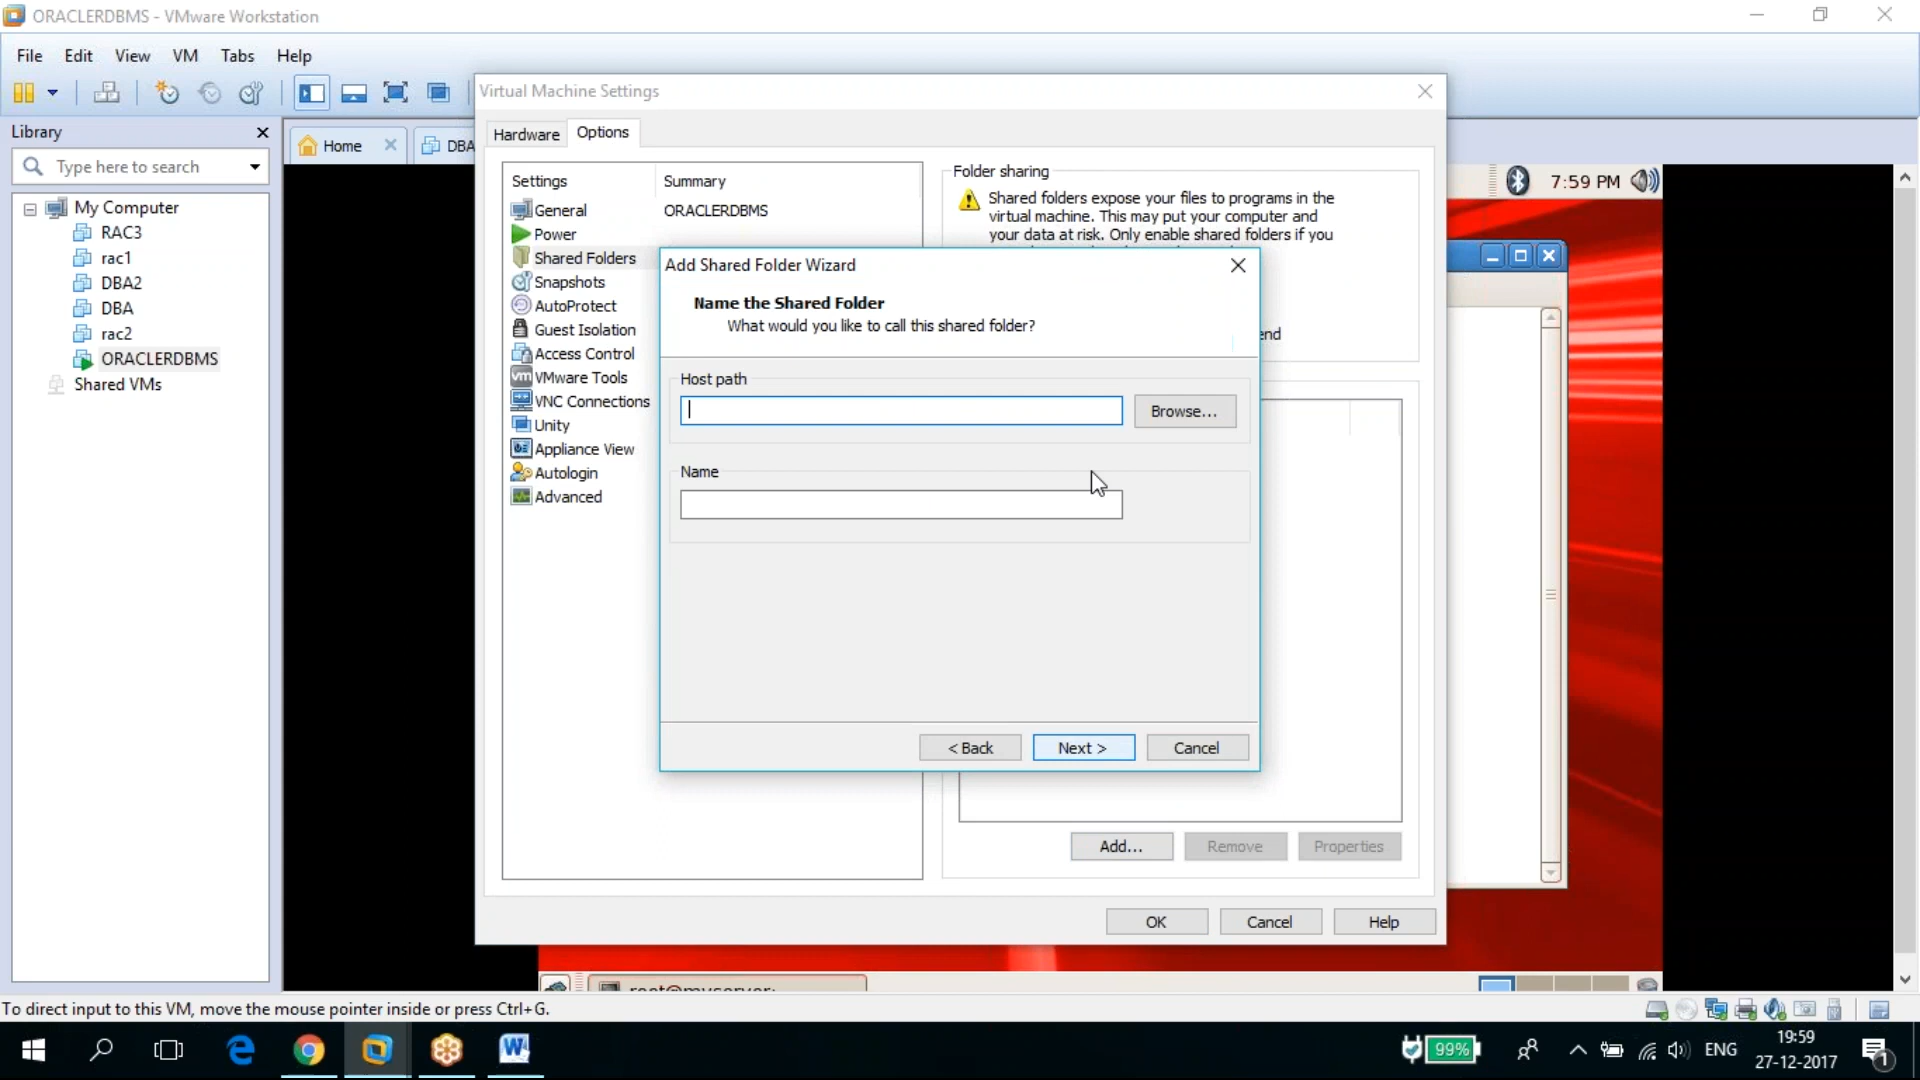 ORACLERDBMS - VMware Workstation
File Edit View VM Tabs Help
Library
Type here to search
My Computer
RAC3
rac1
DBA2
DBA
rac2
ORACLERDBMS
Shared VMs
Home
DBA
Virtual Machine Settings
Hardware Options
Settings Summary
General ORACLERDBMS
Power
Shared Folders
Snapshots
AutoProtect
Guest Isolation
Access Control
VMware Tools
VNC Connections
Unity
Appliance View
Autologin
Advanced
Folder sharing
Shared folders expose your files to programs in the
virtual machine. This may put your computer and
your data at risk. Only enable shared folders if you
end
Add Shared Folder Wizard
Name the Shared Folder
What would you like to call this shared folder?
Host path
Browse...
Name
< Back Next > Cancel
Add... Remove Properties
OK Cancel Help
7:59 PM
To direct input to this VM, move the mouse pointer inside or press Ctrl+G.
99%
ENG
19:59
27-12-2017
1